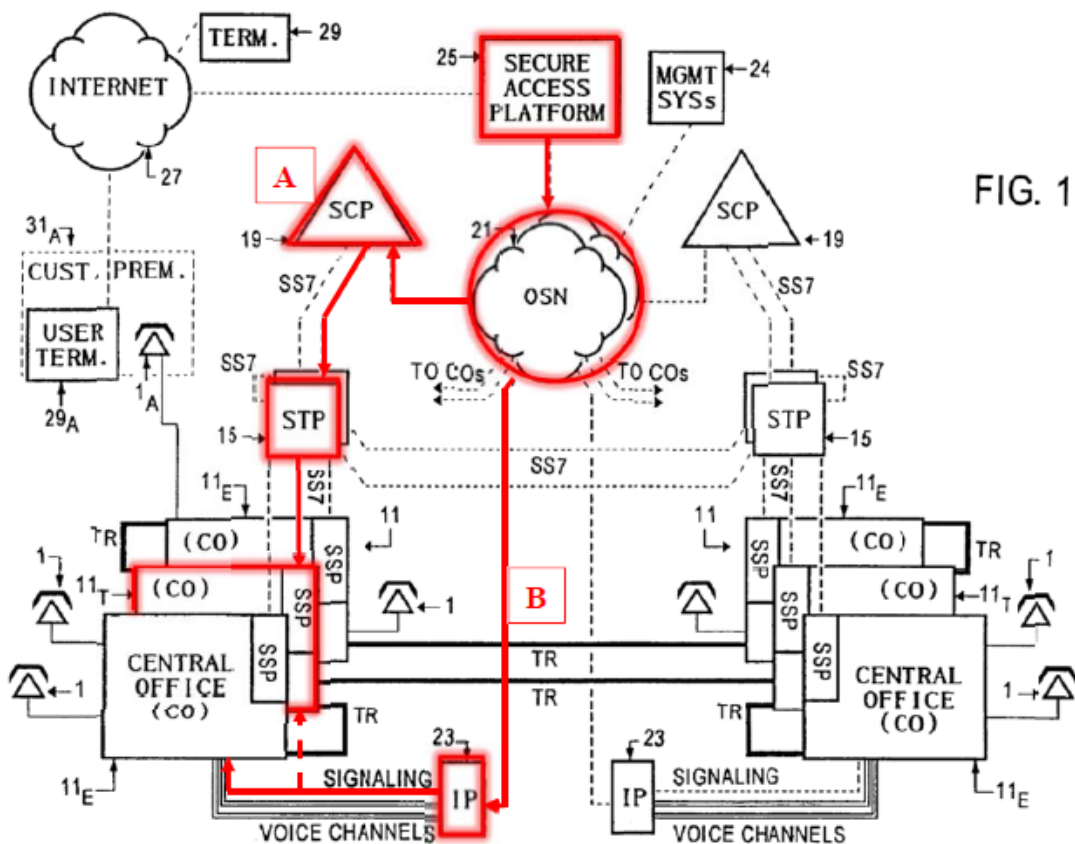 TERM.
29
INTERNET
27
25
SECURE
ACCESS
PLATFORM
MGMT
SYSs
24
FIG. 1
A
SCP
19
21
OSN
SCP
19
31A
CUST. PREM.
USER
TERM.
29A
1A
SS7
SS7
TO COs
TO COs
SS7
SS7
STP
15
SS7
STP
15
SS7
SS7
11E
11
TR
(CO)
SSP
1
11T
(CO)
SSP
1
B
11
11E
(CO)
TR
SSP
(CO)
11T
SSP
1
CENTRAL
OFFICE
(CO)
SSP
1
TR
TR
TR
11E
SSP
CENTRAL
OFFICE
(CO)
1
TR
11E
23
SIGNALING
IP
VOICE CHANNELS
23
IP
SIGNALING
VOICE CHANNELS